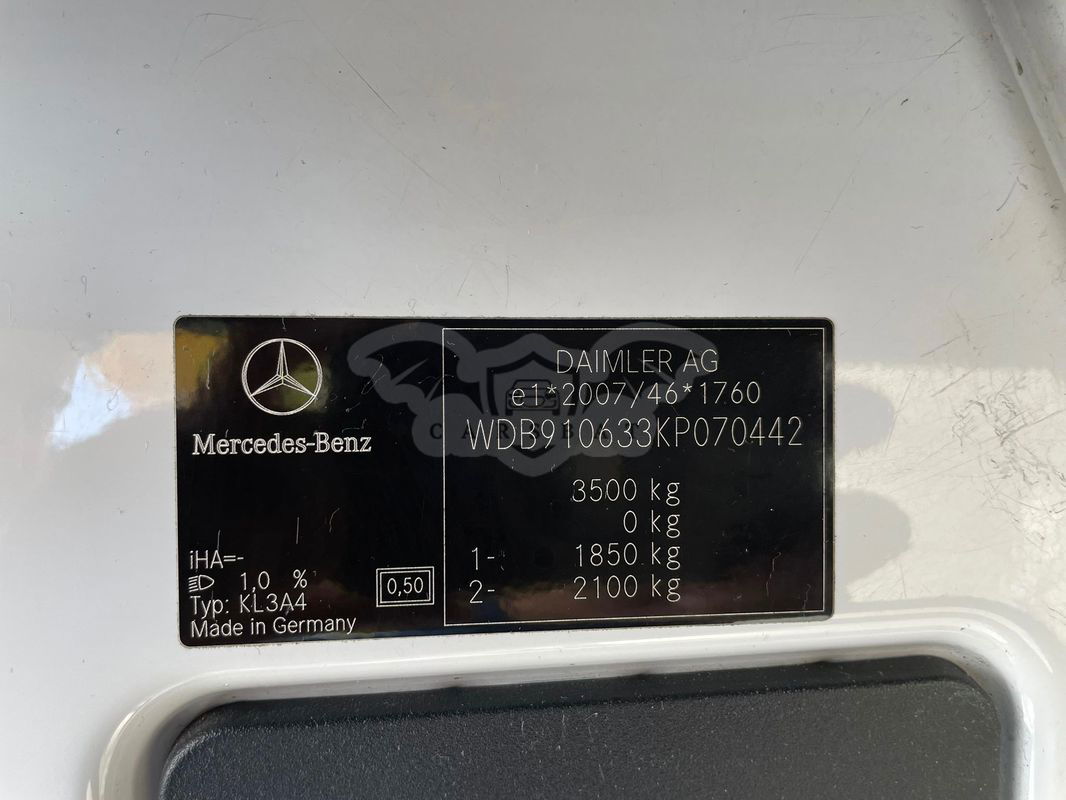 Mercedes-Benz
iHA=-
1,0 %
Typ: KL3A4
Made in Germany
0,50
DAIMLER AG
e1*2007/46*1760
WDB910633KP070442
3500 kg
0 kg
1- 1850 kg
2- 2100 kg